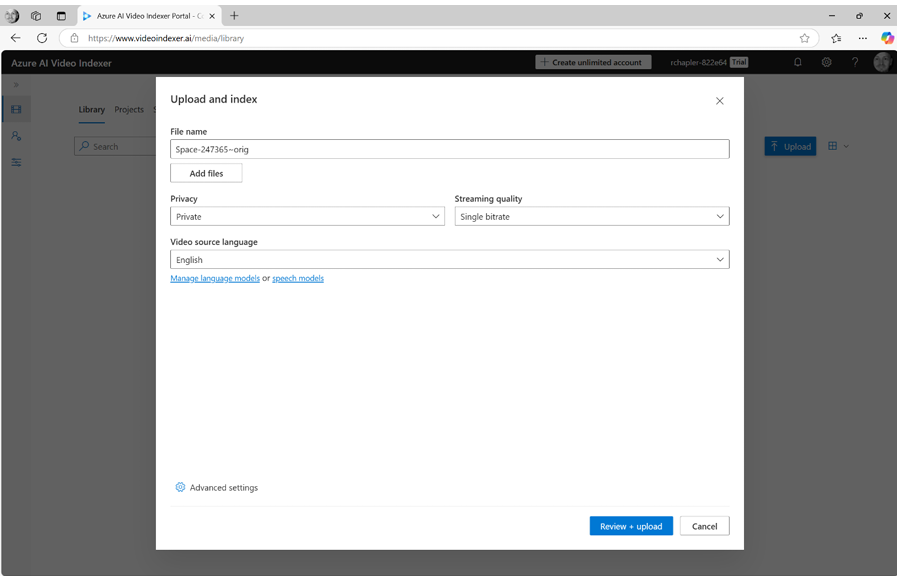 Azure AI Video Indexer Portal - Co
https://www.videoindexer.ai/media/library
Azure AI Video Indexer
Create unlimited account
rchapler-822e64 Trial
Library Projects S
Search
Upload
Upload and index
File name
Space-247365~orig
Add files
Privacy
Streaming quality
Private
Single bitrate
Video source language
English
Manage language models or speech models
Advanced settings
Review + upload
Cancel